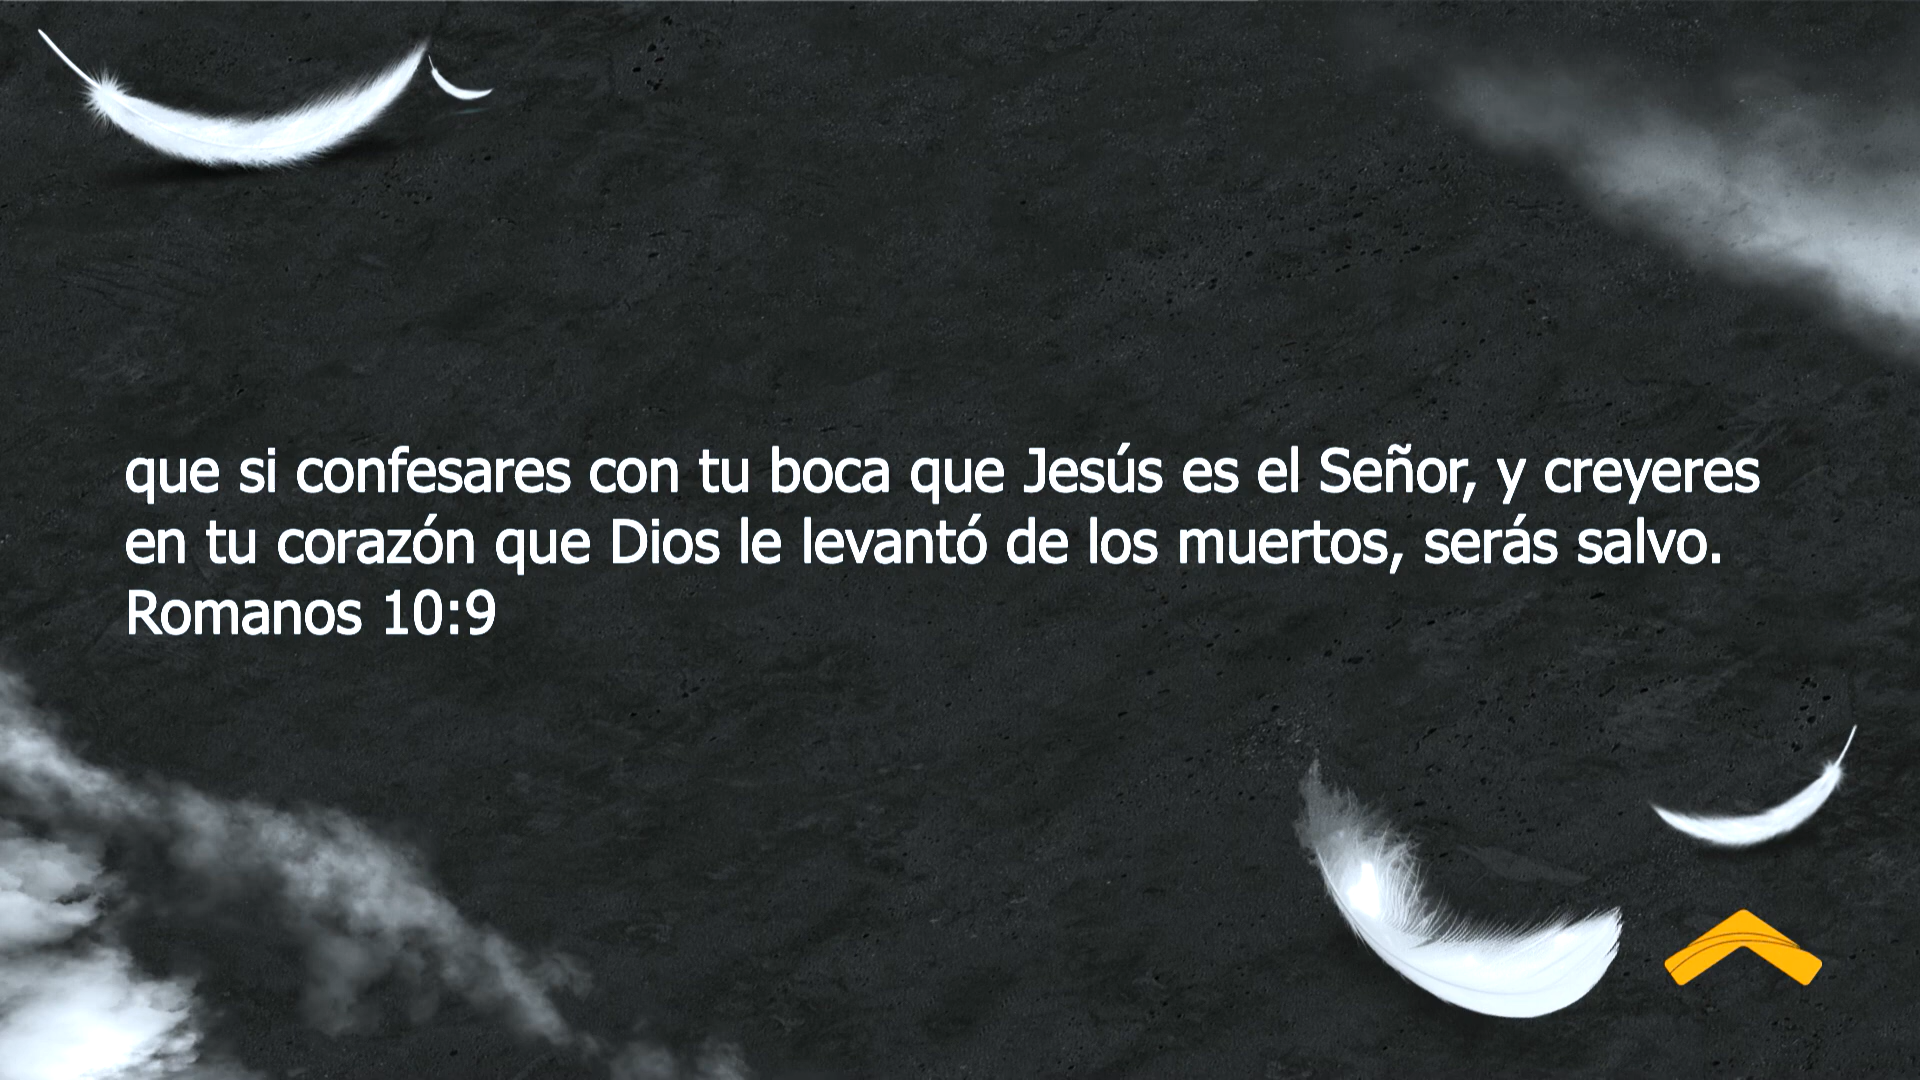 que si confesares con tu boca que Jesús es el Señor, y creyeres
en tu corazón que Dios le levantó de los muertos, serás salvo.
Romanos 10:9